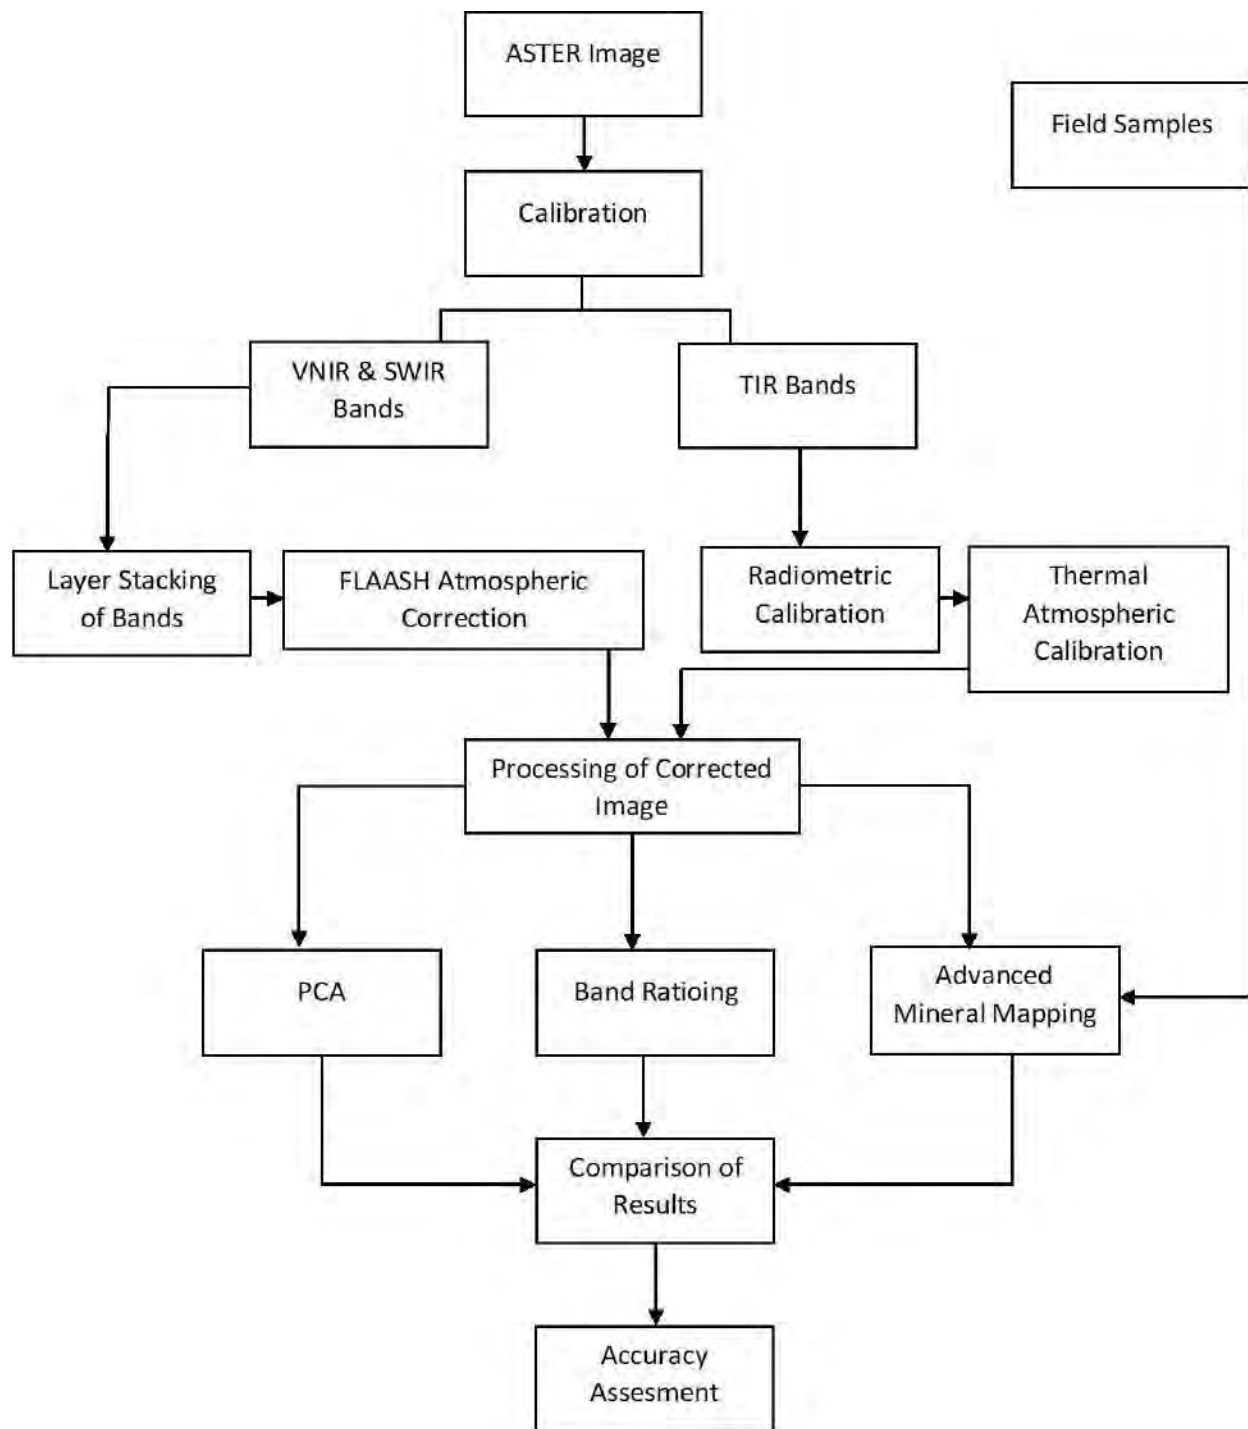 ASTER Image
Field Samples
Calibration
VNIR & SWIR
Bands
TIR Bands
Layer Stacking
of Bands
FLAASH Atmospheric
Correction
Radiometric
Calibration
Thermal
Atmospheric
Calibration
Processing of Corrected
Image
PCA
Band Ratioing
Advanced
Mineral Mapping
Comparison of
Results
Accuracy
Assesment